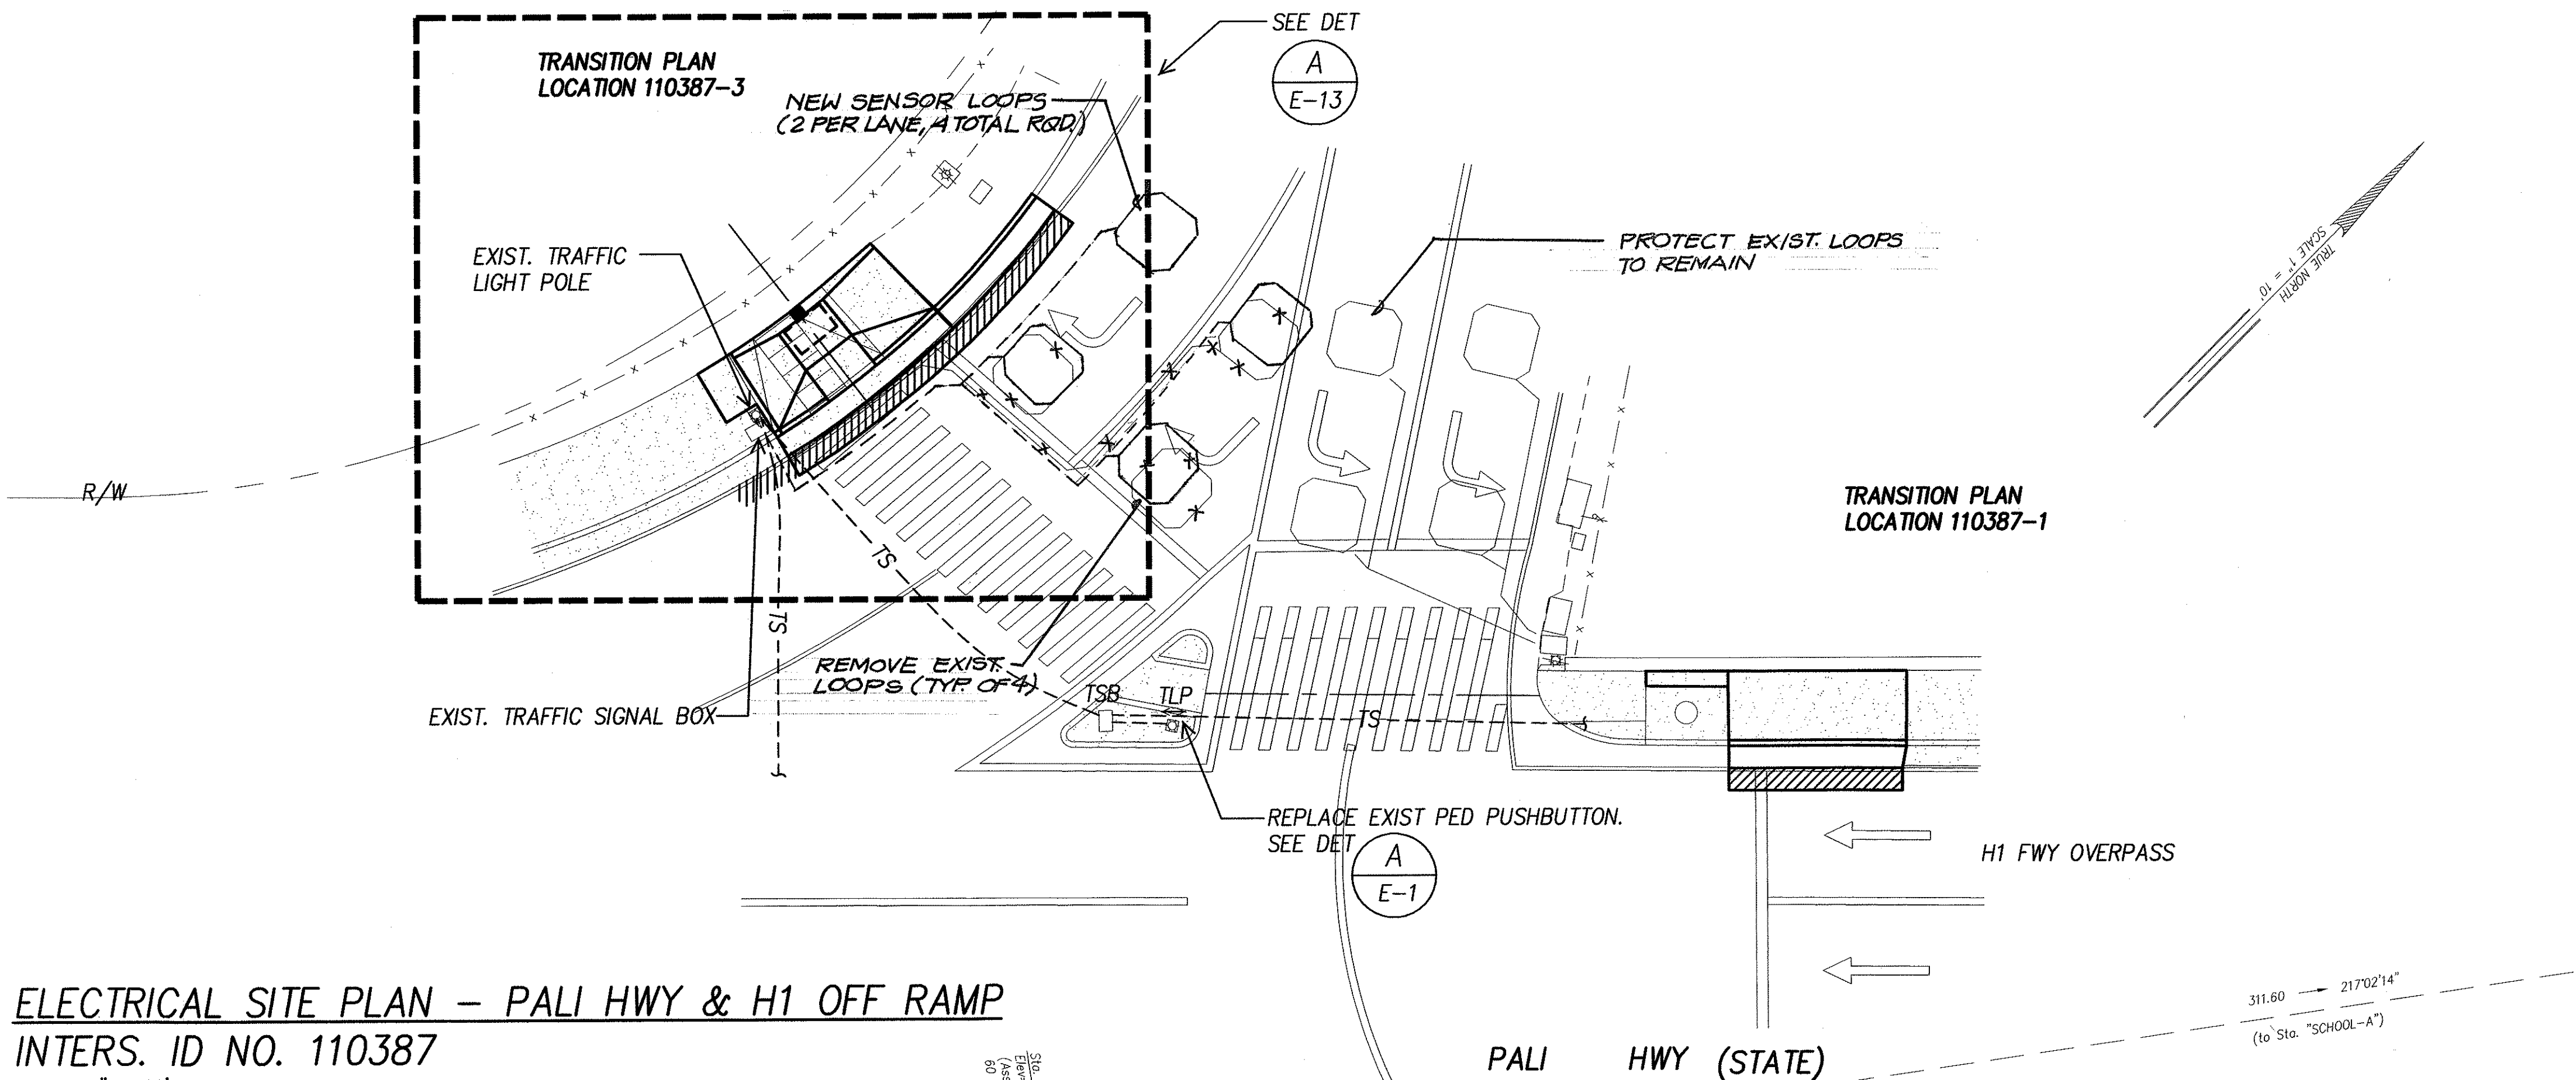 TRANSITION PLAN
LOCATION 110387-3
SEE DET
A
E-13
NEW SENSOR LOOPS
(2 PER LANE, 4 TOTAL RQD.)
EXIST. TRAFFIC
LIGHT POLE
PROTECT EXIST. LOOPS
TO REMAIN
TRUE NORTH
SCALE 1" = 10'
R/W
TRANSITION PLAN
LOCATION 110387-1
TS
TS
REMOVE EXIST.
LOOPS (TYP. OF 4)
TSB
TLP
TS
EXIST. TRAFFIC SIGNAL BOX
REPLACE EXIST PED PUSHBUTTON.
SEE DET
A
E-1
H1 FWY OVERPASS
311.60
217°02'14"
(to Sta. "SCHOOL-A")
ELECTRICAL SITE PLAN - PALI HWY & H1 OFF RAMP
INTERS. ID NO. 110387
Sta.
Elev=
(Ass
60
PALI HWY (STATE)